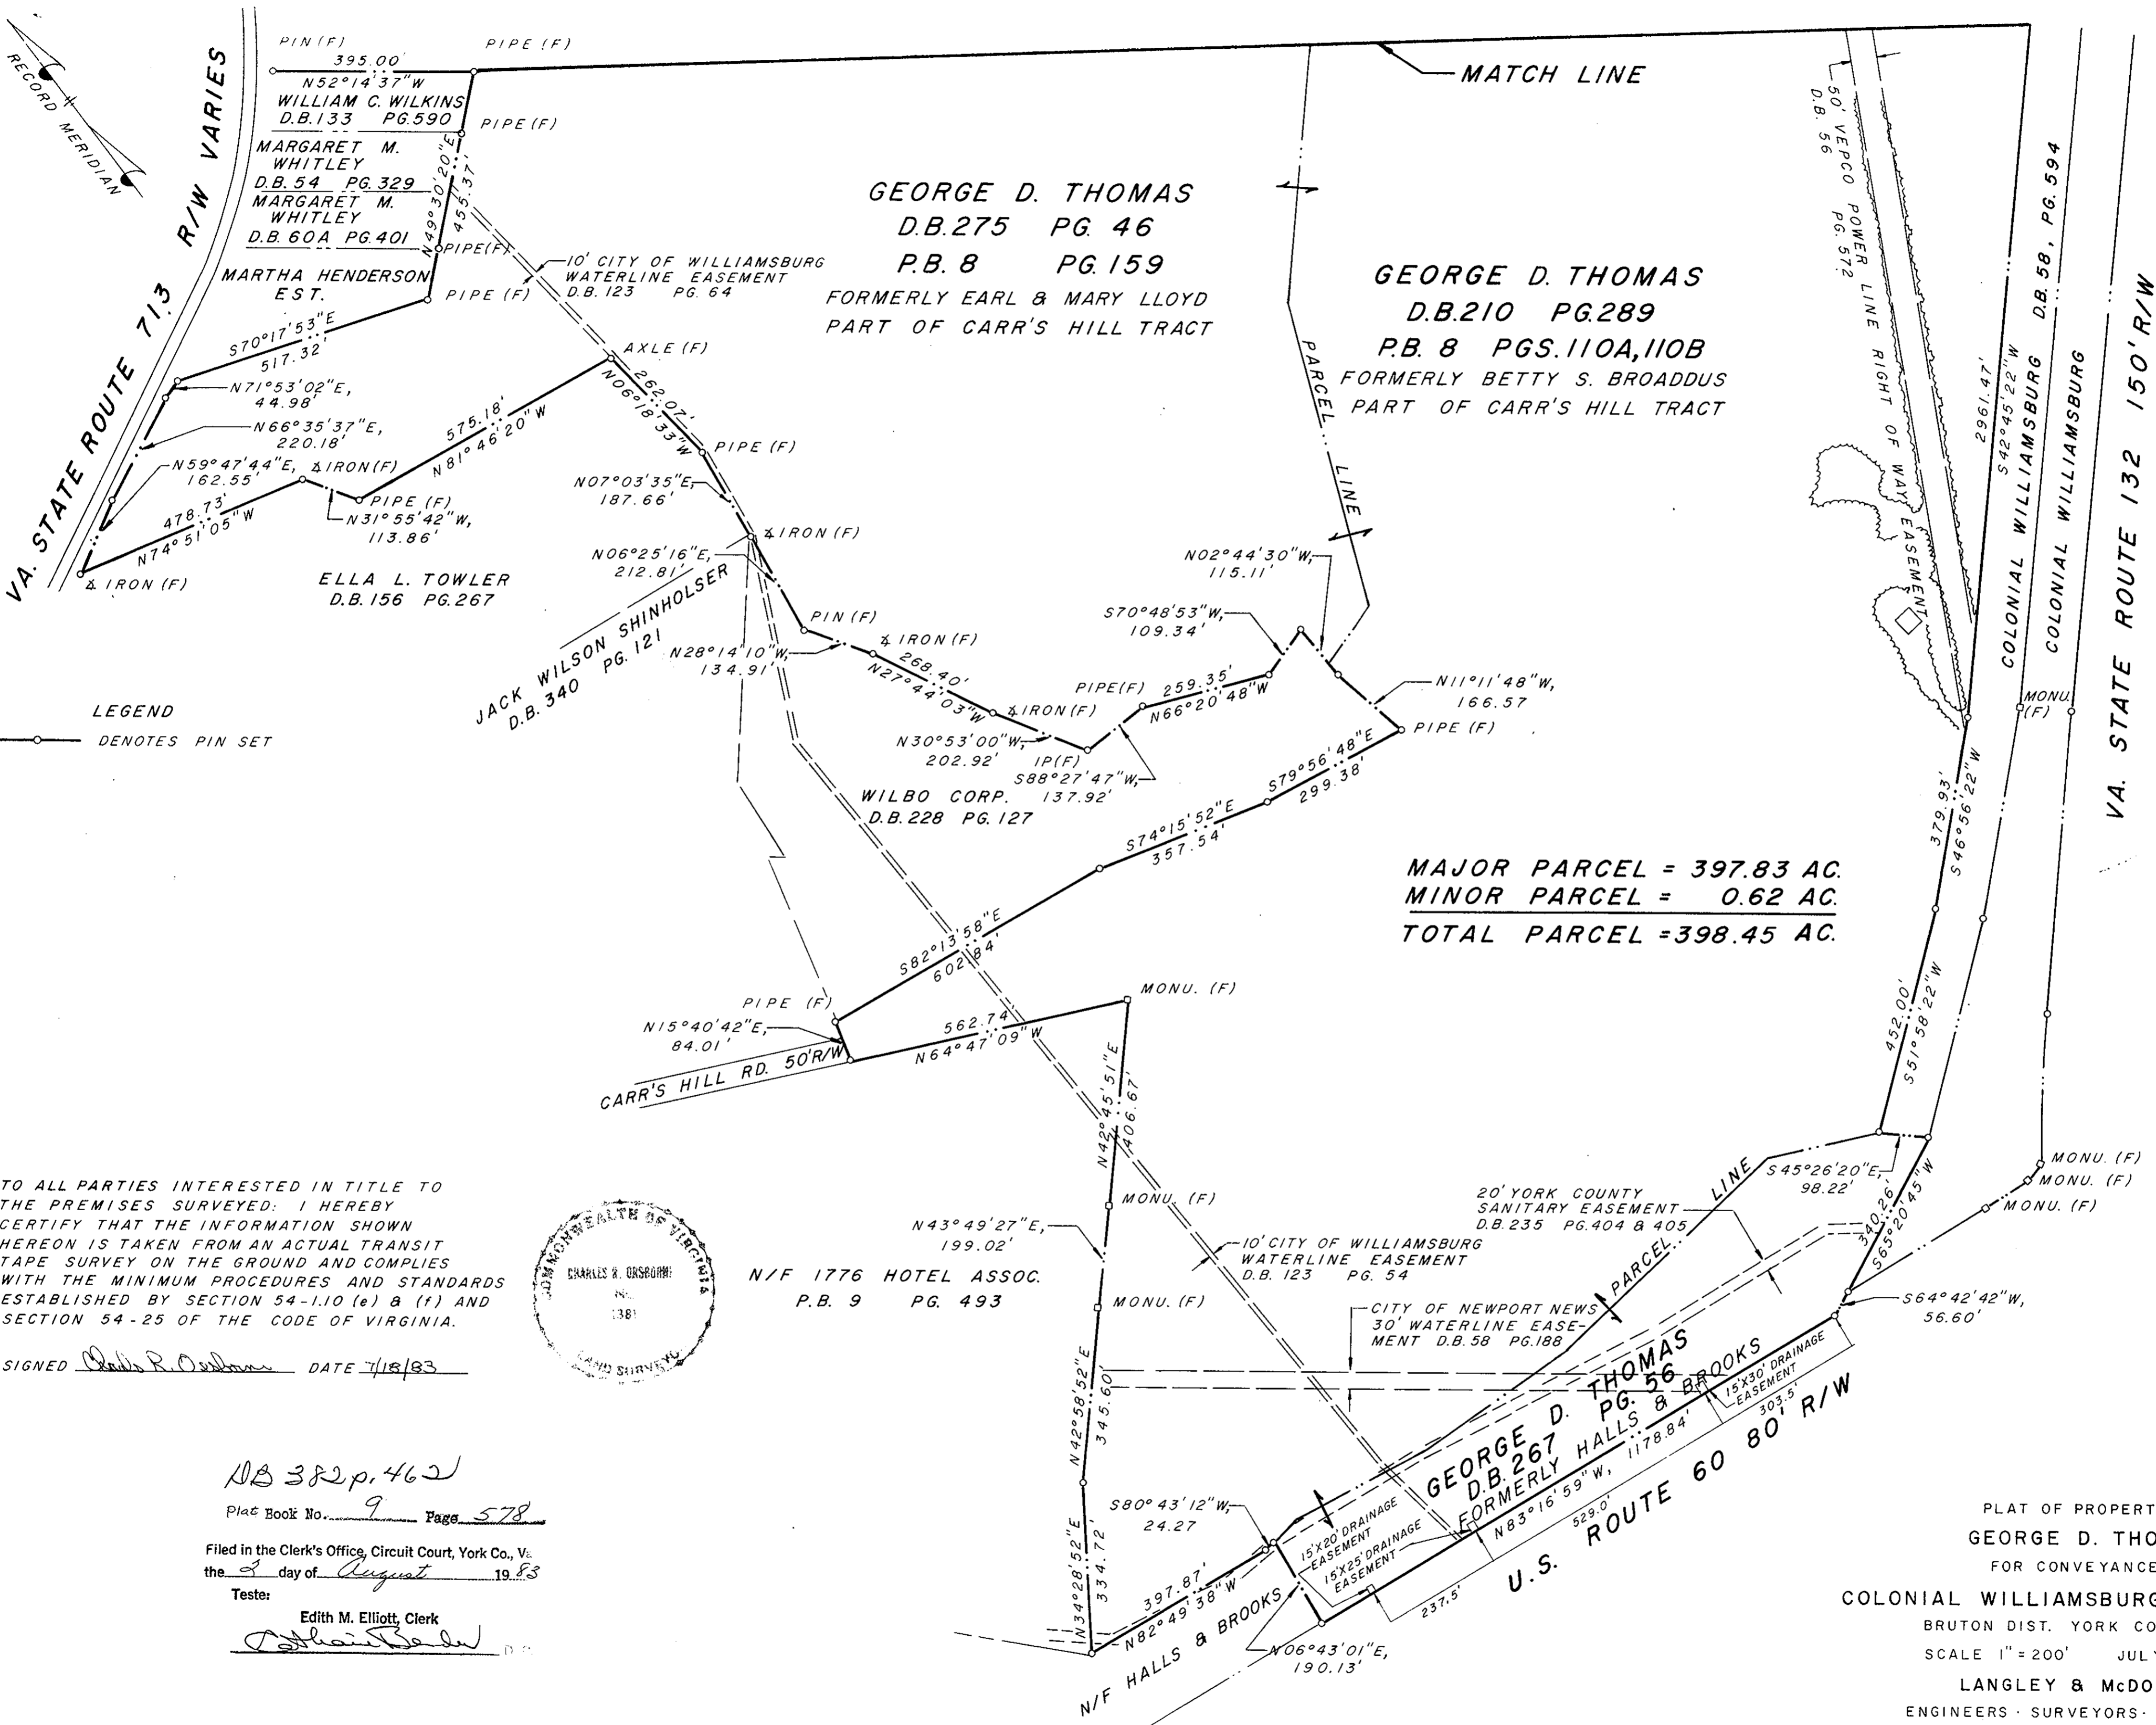 RECORD MERIDIAN
VA. STATE ROUTE 713 R/W VARIES
PIN (F)
395.00'
N52°14'37"W
PIPE (F)
WILLIAM C. WILKINS
D.B. 133 PG. 590
PIPE (F)
MARGARET M.
WHITLEY
D.B. 54 PG. 329
MARGARET M.
WHITLEY
D.B. 60A PG. 401
N49°30'20"E
455.37'
PIPE(F)
MARTHA HENDERSON
EST.
PIPE (F)
S70°17'53"E
517.32'
N71°53'02"E,
44.98'
N66°35'37"E,
220.18'
N59°47'44"E,
162.55'
∡ IRON (F)
478.73'
N74°51'05"W
∡ IRON (F)
PIPE (F)
N31°55'42"W,
113.86'
575.18'
N81°46'20"W
AXLE (F)
262.07'
N06°18'33"W
PIPE (F)
10' CITY OF WILLIAMSBURG
WATERLINE EASEMENT
D.B. 123 PG. 64
GEORGE D. THOMAS
D.B. 275 PG. 46
P.B. 8 PG. 159
FORMERLY EARL & MARY LLOYD
PART OF CARR'S HILL TRACT
MATCH LINE
GEORGE D. THOMAS
D.B. 210 PG. 289
P.B. 8 PGS. 110A, 110B
FORMERLY BETTY S. BROADDUS
PART OF CARR'S HILL TRACT
PARCEL LINE
50' VEPCO POWER LINE RIGHT OF WAY EASEMENT
D.B. 56 PG. 572
2961.47'
S42°45'22"W
COLONIAL WILLIAMSBURG D.B. 58, PG. 594
COLONIAL WILLIAMSBURG
VA. STATE ROUTE 132 150' R/W
ELLA L. TOWLER
D.B. 156 PG. 267
N07°03'35"E,
187.66'
∡ IRON (F)
N06°25'16"E,
212.81'
JACK WILSON SHINHOLSER
D.B. 340 PG. 121
PIN (F)
N28°14'10"W,
134.91'
∡ IRON (F)
268.40'
N27°44'03"W
∡ IRON (F)
N30°53'00"W,
202.92'
IP(F)
S88°27'47"W,
137.92'
PIPE(F)
259.35'
N66°20'48"W
S70°48'53"W,
109.34'
N02°44'30"W,
115.11'
N11°11'48"W,
166.57
PIPE (F)
MONU.
(F)
LEGEND
DENOTES PIN SET
WILBO CORP.
D.B. 228 PG. 127
S79°56'48"E
299.38'
S74°15'52"E
357.54'
S82°13'58"E
602.84'
379.93'
S46°56'22"W
MAJOR PARCEL = 397.83 AC.
MINOR PARCEL = 0.62 AC.
TOTAL PARCEL = 398.45 AC.
PIPE (F)
N15°40'42"E,
84.01'
CARR'S HILL RD. 50' R/W
562.74'
N64°47'09"W
MONU. (F)
N42°45'51"E
406.67'
452.00'
S51°58'22"W
MONU. (F)
N43°49'27"E,
199.02'
MONU. (F)
S45°26'20"E,
98.22'
340.26'
S65°20'45"W
MONU. (F)
MONU. (F)
MONU. (F)
S64°42'42"W,
56.60'
20' YORK COUNTY
SANITARY EASEMENT
D.B. 235 PG. 404 & 405
PARCEL LINE
10' CITY OF WILLIAMSBURG
WATERLINE EASEMENT
D.B. 123 PG. 54
CITY OF NEWPORT NEWS
30' WATERLINE EASE-
MENT D.B. 58 PG. 188
TO ALL PARTIES INTERESTED IN TITLE TO
THE PREMISES SURVEYED: I HEREBY
CERTIFY THAT THE INFORMATION SHOWN
HEREON IS TAKEN FROM AN ACTUAL TRANSIT
TAPE SURVEY ON THE GROUND AND COMPLIES
WITH THE MINIMUM PROCEDURES AND STANDARDS
ESTABLISHED BY SECTION 54-1.10 (e) & (f) AND
SECTION 54-25 OF THE CODE OF VIRGINIA.
SIGNED Charles R. Orsborne DATE 7/18/83
COMMONWEALTH OF VIRGINIA
CHARLES R. ORSBORNE
1381
LAND SURVEYO
N/F 1776 HOTEL ASSOC.
P.B. 9 PG. 493
N42°58'52"E
345.60'
N34°28'52"E
334.72'
S80°43'12"W,
24.27
397.87'
N82°49'38"W
N/F HALLS & BROOKS
N06°43'01"E,
190.13'
15'X20' DRAINAGE
EASEMENT
15'X25' DRAINAGE
EASEMENT
GEORGE D. THOMAS
D.B. 267 PG. 56
FORMERLY HALLS & BROOKS
N83°16'59"W, 1178.84'
15'X30' DRAINAGE
EASEMENT
237.5'
529.0'
303.5'
U.S. ROUTE 60 80' R/W
DB 382 p. 462
Plat Book No. 9 Page 578
Filed in the Clerk's Office, Circuit Court, York Co., Va
the 2 day of August 1983
Teste:
Edith M. Elliott, Clerk
PLAT OF PROPERT
GEORGE D. THO
FOR CONVEYANCE
COLONIAL WILLIAMSBURG
BRUTON DIST. YORK CO
SCALE 1" = 200' JULY
LANGLEY & McDO
ENGINEERS · SURVEYORS ·